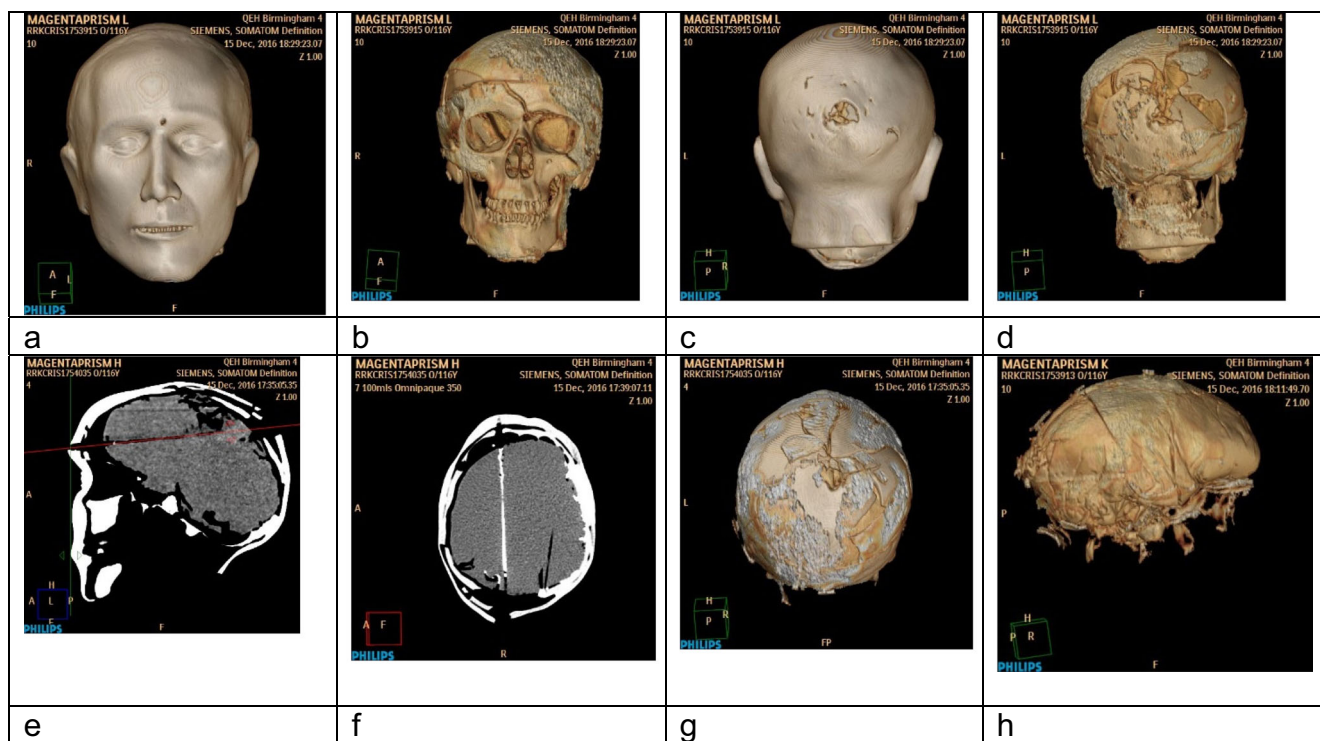 MAGENTAPRISM L QEH Birmingham 4
RRKCRIS1753915 O/116Y SIEMENS, SOMATOM Definition
10 15 Dec, 2016 18:29:23.07
Z 1.00
R
A L
F
PHILIPS F
a
MAGENTAPRISM L QEH Birmingham 4
RRKCRIS1753915 O/116Y SIEMENS, SOMATOM Definition
10 15 Dec, 2016 18:29:23.07
Z 1.00
R
A
F
PHILIPS F
b
MAGENTAPRISM L QEH Birmingham 4
RRKCRIS1753915 O/116Y SIEMENS, SOMATOM Definition
10 15 Dec, 2016 18:29:23.07
Z 1.00
L
H
P R
PHILIPS F
c
MAGENTAPRISM L QEH Birmingham 4
RRKCRIS1753915 O/116Y SIEMENS, SOMATOM Definition
10 15 Dec, 2016 18:29:23.07
Z 1.00
L
H
P
PHILIPS F
d
MAGENTAPRISM H QEH Birmingham 4
RRKCRIS1754035 O/116Y SIEMENS, SOMATOM Definition
4 15 Dec, 2016 17:35:05.35
Z 1.00
A
H
A L P
F
PHILIPS F
e
MAGENTAPRISM H QEH Birmingham 4
RRKCRIS1754035 O/116Y SIEMENS, SOMATOM Definition
7 100mls Omnipaque 350 15 Dec, 2016 17:39:07.11
Z 1.00
A
A F
PHILIPS R
f
MAGENTAPRISM H QEH Birmingham 4
RRKCRIS1754035 O/116Y SIEMENS, SOMATOM Definition
4 15 Dec, 2016 17:35:05.35
Z 1.00
L
H
P R
PHILIPS FP
g
MAGENTAPRISM K QEH Birmingham 4
RRKCRIS1753913 O/116Y SIEMENS, SOMATOM Definition
10 15 Dec, 2016 18:11:49.70
Z 1.00
P
H
P R
PHILIPS F
h